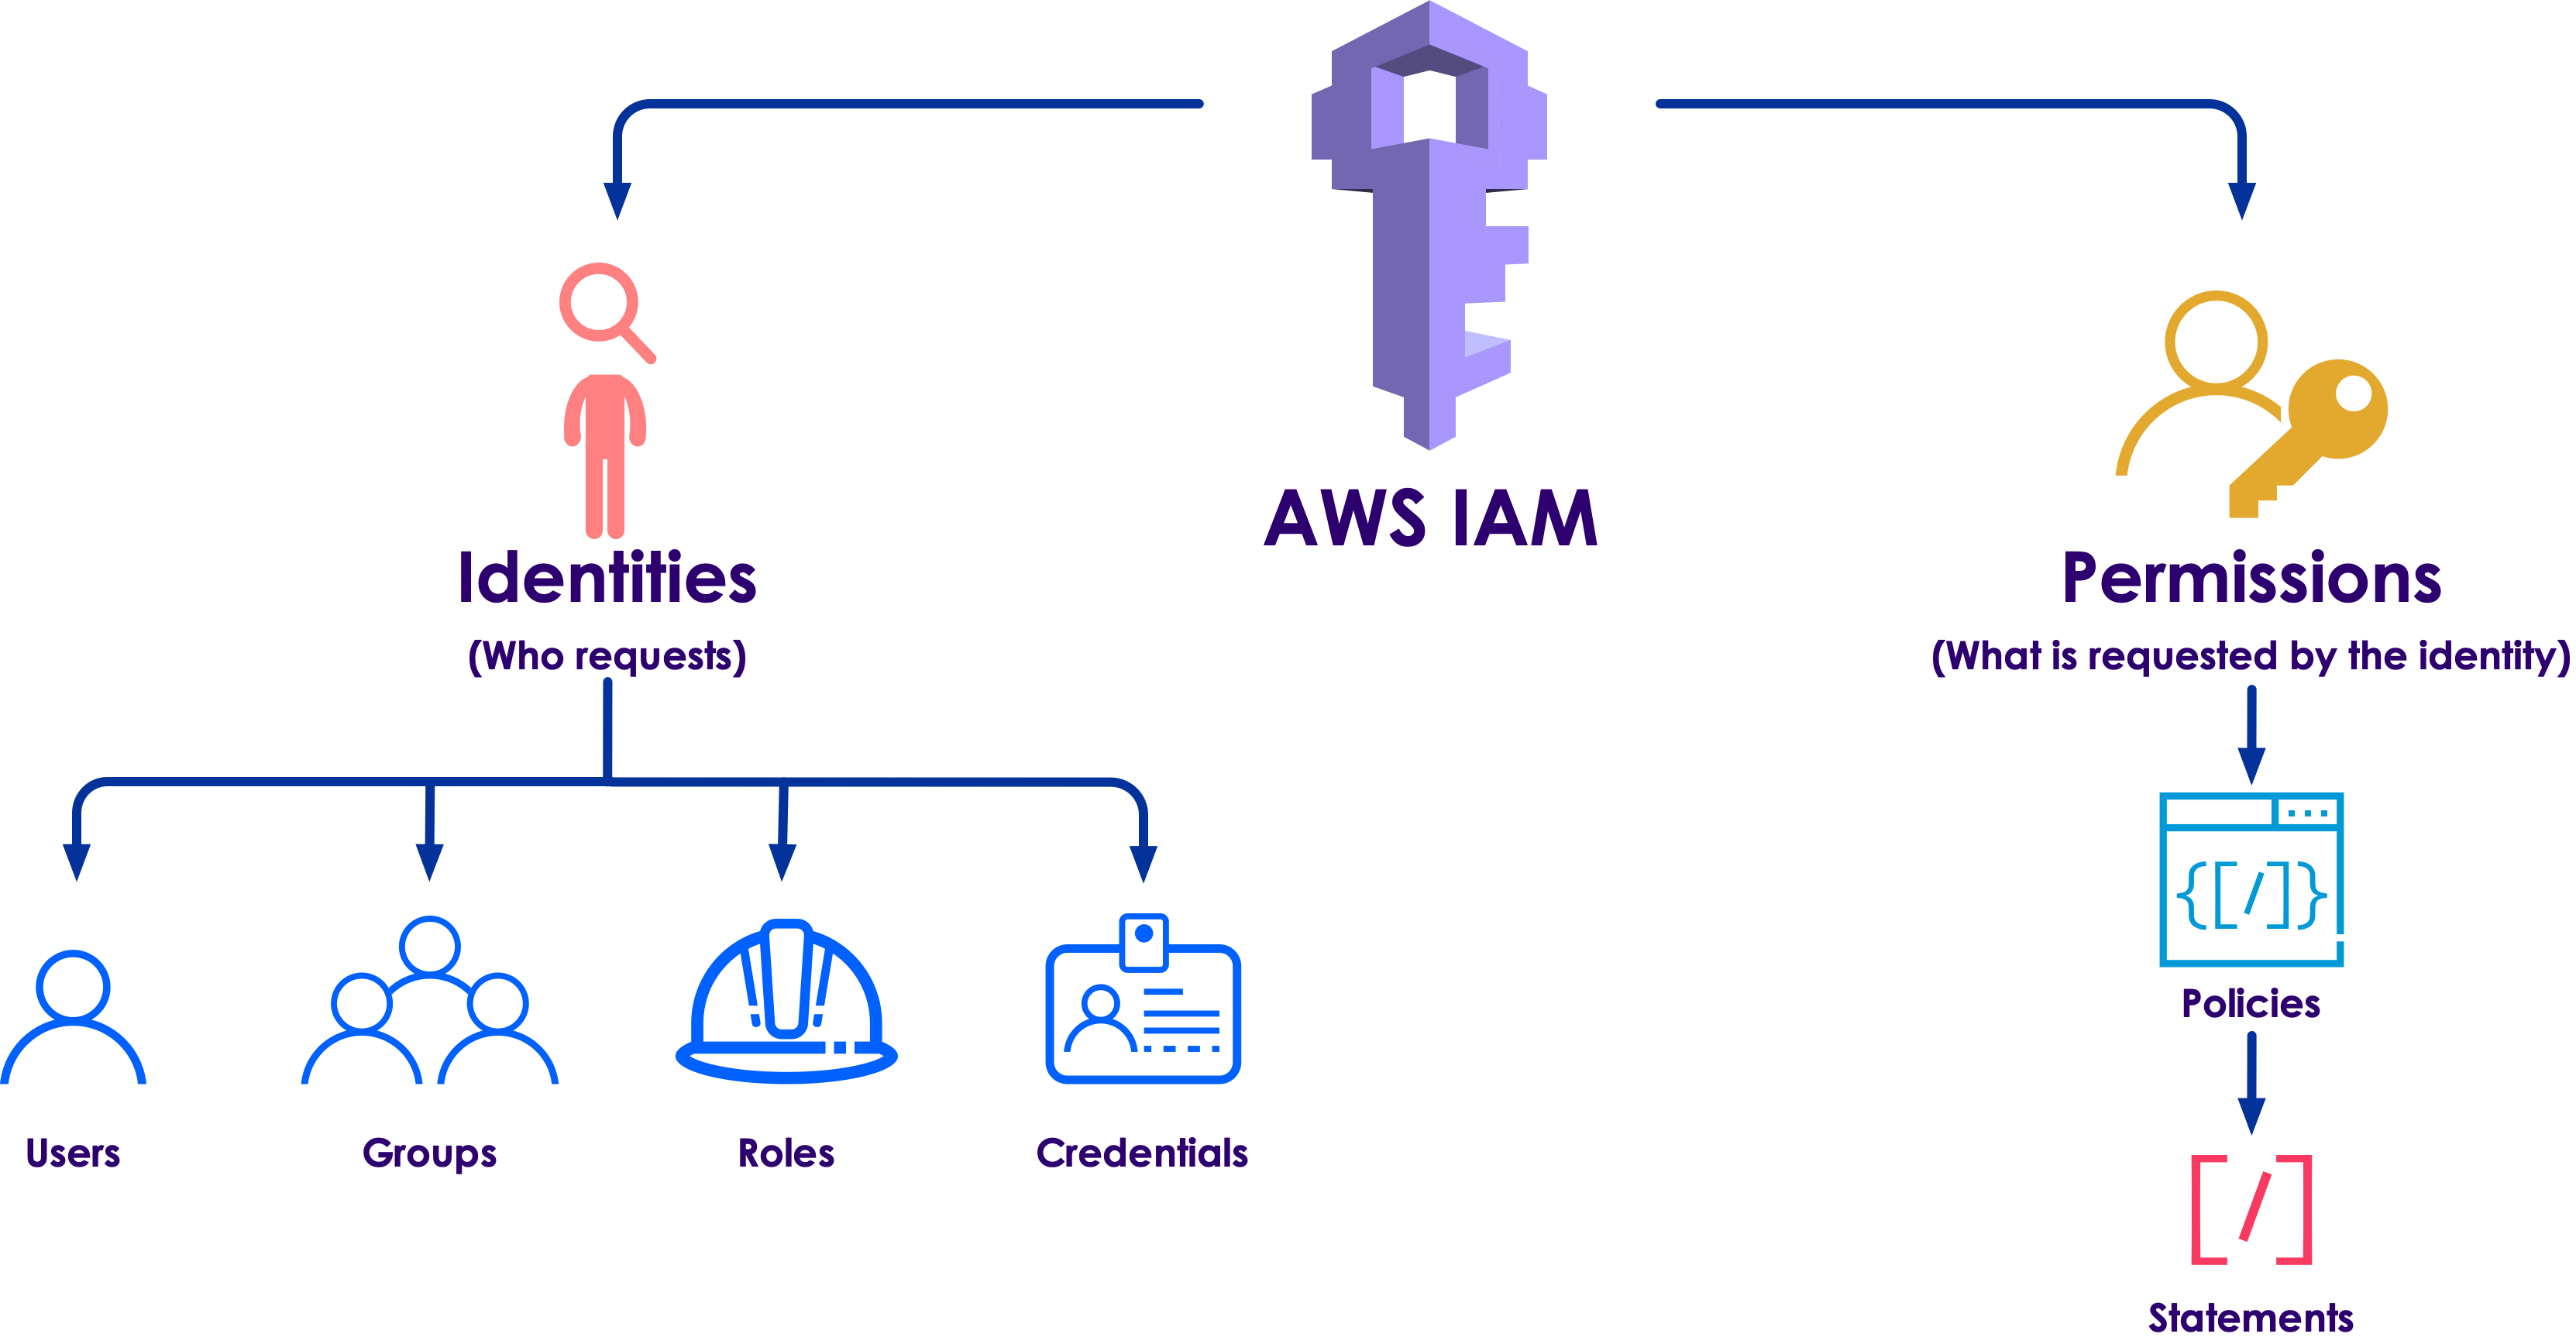 AWS IAM
Identities
(Who requests)
Permissions
(What is requested by the identity)
{[/]}
Policies
Users
Groups
Roles
Credentials
[/]
Statements